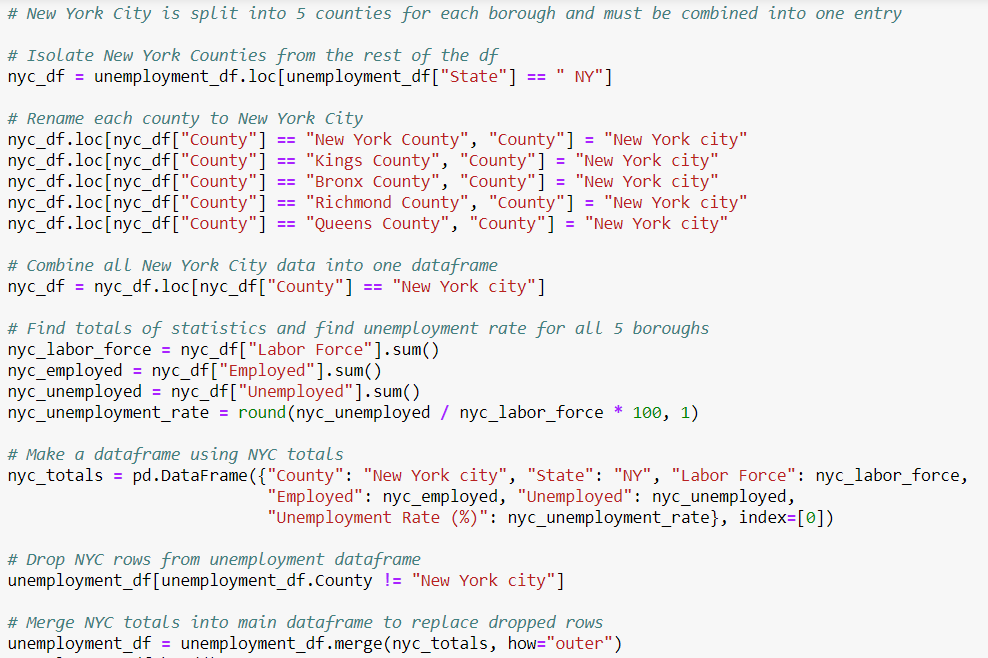 # New York City is split into 5 counties for each borough and must be combined into one entry
# Isolate New York Counties from the rest of the df
nyc_df = unemployment_df.loc[unemployment_df["State"] == " NY"]
# Rename each county to New York City
nyc_df.loc[nyc_df["County"] == "New York County", "County"] = "New York city"
nyc_df.loc[nyc_df["County"] == "Kings County", "County"] = "New York city"
nyc_df.loc[nyc_df["County"] == "Bronx County", "County"] = "New York city"
nyc_df.loc[nyc_df["County"] == "Richmond County", "County"] = "New York city"
nyc_df.loc[nyc_df["County"] == "Queens County", "County"] = "New York city"
# Combine all New York City data into one dataframe
nyc_df = nyc_df.loc[nyc_df["County"] == "New York city"]
# Find totals of statistics and find unemployment rate for all 5 boroughs
nyc_labor_force = nyc_df["Labor Force"].sum()
nyc_employed = nyc_df["Employed"].sum()
nyc_unemployed = nyc_df["Unemployed"].sum()
nyc_unemployment_rate = round(nyc_unemployed / nyc_labor_force * 100, 1)
# Make a dataframe using NYC totals
nyc_totals = pd.DataFrame({"County": "New York city", "State": "NY", "Labor Force": nyc_labor_force,
"Employed": nyc_employed, "Unemployed": nyc_unemployed,
"Unemployment Rate (%)": nyc_unemployment_rate}, index=[0])
# Drop NYC rows from unemployment dataframe
unemployment_df[unemployment_df.County != "New York city"]
# Merge NYC totals into main dataframe to replace dropped rows
unemployment_df = unemployment_df.merge(nyc_totals, how="outer")